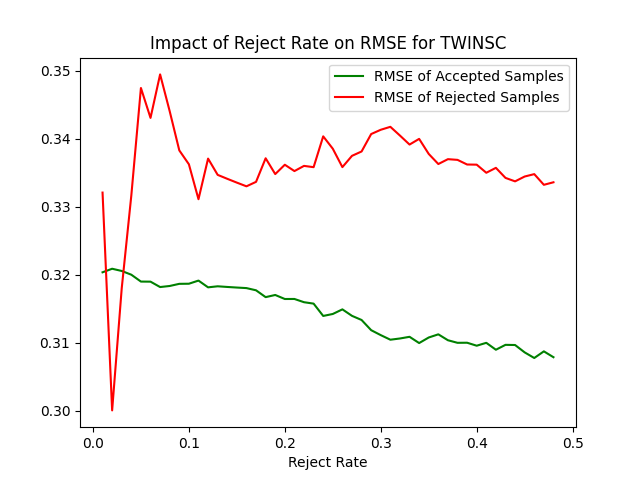 Impact of Reject Rate on RMSE for TWINSC
RMSE of Accepted Samples
RMSE of Rejected Samples
0.35
0.34
0.33
0.32
0.31
0.30
0.0 0.1 0.2 0.3 0.4 0.5
Reject Rate